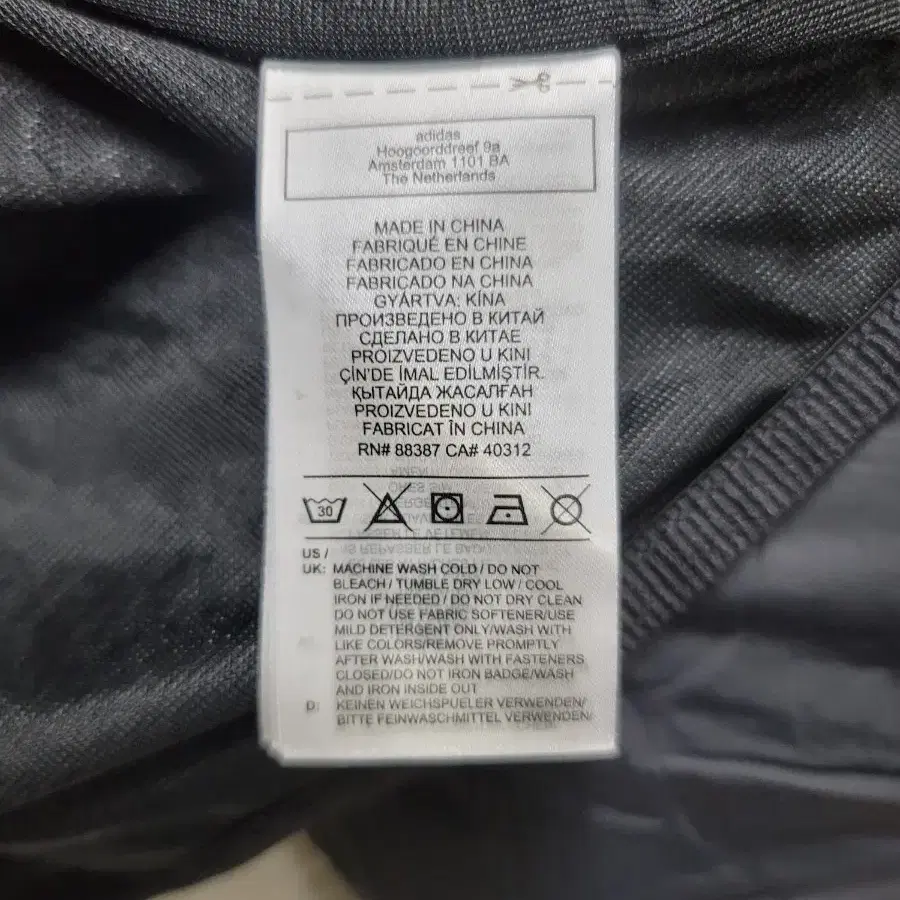 adidas
Hoogoorddreef 9a
Amsterdam 1101 BA
The Netherlands
MADE IN CHINA
FABRIQUÉ EN CHINE
FABRICADO EN CHINA
FABRICADO NA CHINA
GYÁRTVA: KÍNA
ПРОИЗВЕДЕНО В КИТАЙ
СДЕЛАНО В КИТАЕ
PROIZVEDENO U KINI
ÇİN'DE İMAL EDİLMİŞTİR.
ҚЫТАЙДА ЖАСАЛҒАН
PROIZVEDENO U KINI
FABRICAT ÎN CHINA
RN# 88387 CA# 40312
30
US /
UK: MACHINE WASH COLD / DO NOT
BLEACH / TUMBLE DRY LOW / COOL
IRON IF NEEDED / DO NOT DRY CLEAN
DO NOT USE FABRIC SOFTENER/USE
MILD DETERGENT ONLY/WASH WITH
LIKE COLORS/REMOVE PROMPTLY
AFTER WASH/WASH WITH FASTENERS
CLOSED/DO NOT IRON BADGE/WASH
AND IRON INSIDE OUT
D: KEINEN WEICHSPUELER VERWENDEN/
BITTE FEINWASCHMITTEL VERWENDEN/